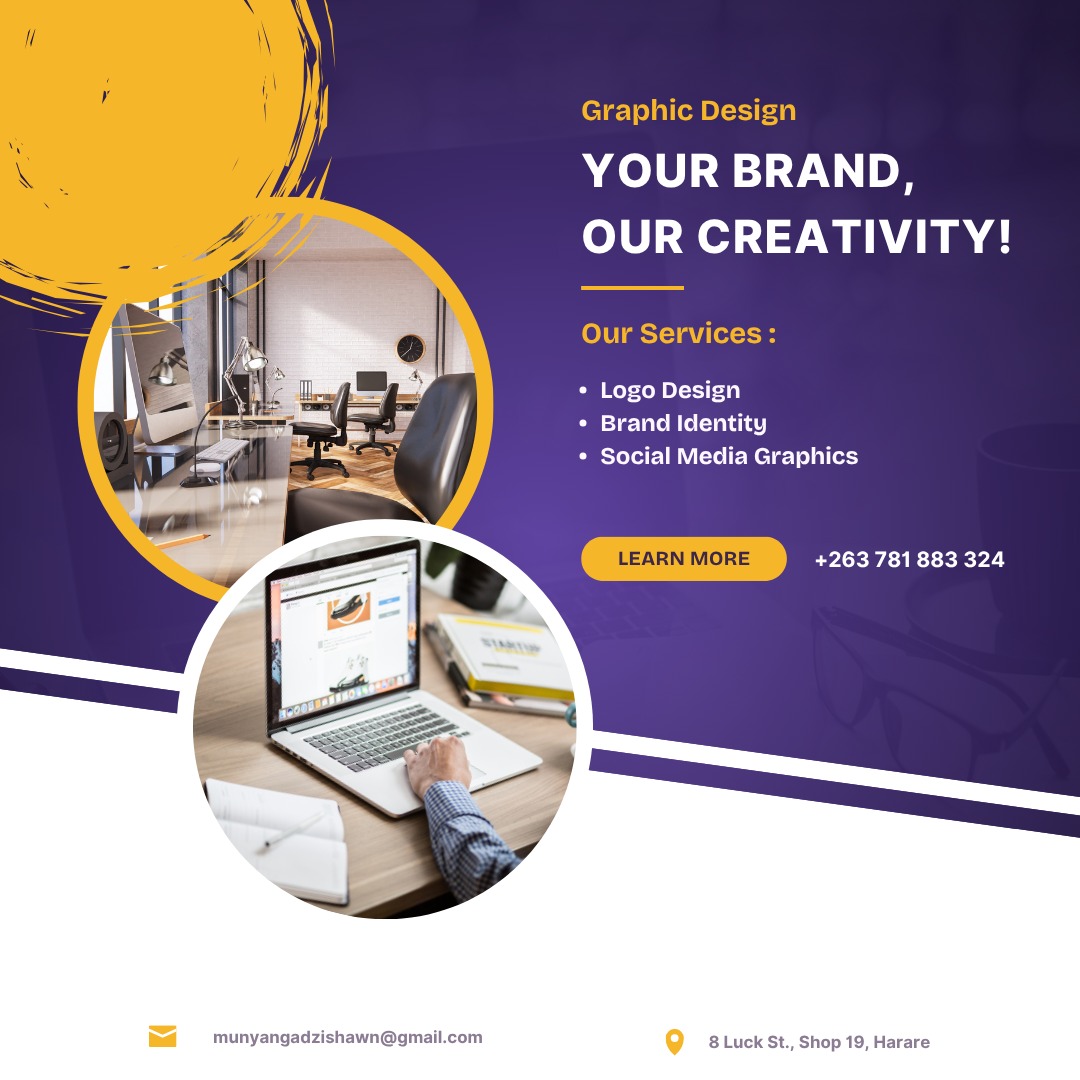 Graphic Design
YOUR BRAND,
OUR CREATIVITY!
Our Services :
• Logo Design
• Brand Identity
• Social Media Graphics
LEARN MORE
+263 781 883 324
STARTUP
munyangadzishawn@gmail.com
8 Luck St., Shop 19, Harare